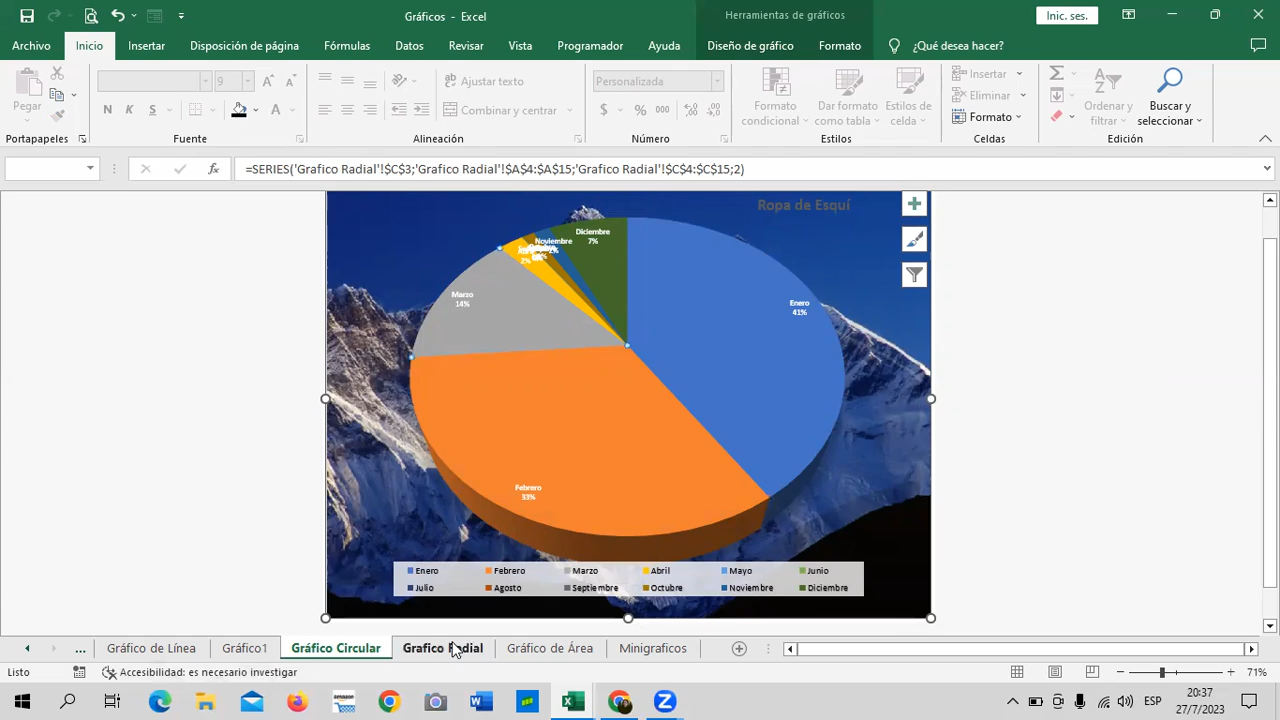 Gráficos - Excel
Herramientas de gráficos
Inic. ses.
Archivo
Inicio
Insertar
Disposición de página
Fórmulas
Datos
Revisar
Vista
Programador
Ayuda
Diseño de gráfico
Formato
¿Qué desea hacer?
Pegar
9
A
A
N K S
A
Ajustar texto
Combinar y centrar
Personalizada
$ % 000
Formato condicional
Dar formato como tabla
Estilos de celda
Insertar
Eliminar
Formato
Ordenar y filtrar
Buscar y seleccionar
Portapapeles
Fuente
Alineación
Número
Estilos
Celdas
Edición
fx
=SERIES('Grafico Radial'!$C$3;'Grafico Radial'!$A$4:$A$15;'Grafico Radial'!$C$4:$C$15;2)
Ropa de Esquí
Diciembre
7%
Noviembre
2%
2%
Marzo
14%
Enero
41%
Febrero
33%
Enero Febrero Marzo Abril Mayo Junio
Julio Agosto Septiembre Octubre Noviembre Diciembre
... Gráfico de Línea
Gráfico1
Gráfico Circular
Grafico Radial
Gráfico de Área
Minigraficos
Listo
Accesibilidad: es necesario investigar
71%
ESP
20:37
27/7/2023